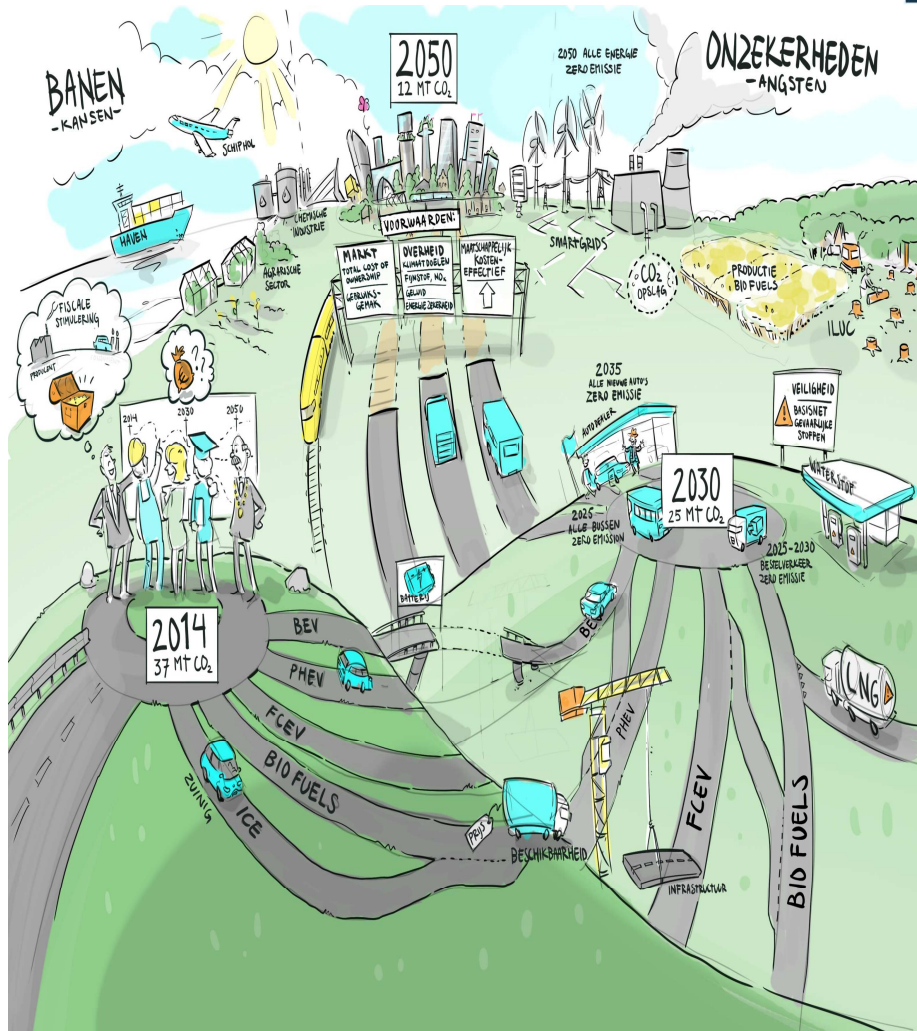 BANEN
-KANSEN-
SCHIPHOL
HAVEN
CHEMISCHE
INDUSTRIE
AGRARISCHE
SECTOR
2050
12 MT CO₂
2050 ALLE ENERGIE
ZERO EMISSIE
ONZEKERHEDEN
-ANGSTEN
VOORWAARDEN:
MARKT
TOTAL COST OF
OWNERSHIP
GEBRUIKS-
GEMAK
OVERHEID
KLIMAATDOELEN
FIJNSTOF, NOₓ
GELUID
ENERGIEZEKERHEID
MAATSCHAPPELIJK
KOSTEN-
EFFECTIEF
SMARTGRIDS
CO₂
OPSLAG
PRODUCTIE
BIO FUELS
ILUC
FISCALE
STIMULERING
2014
2030
2050
2035
ALLE NIEUWE AUTO'S
ZERO EMISSIE
AUTODEALER
VEILIGHEID
BASISNET
GEVAARLIJKE
STOFFEN
WATERSTOF
2030
25 MT CO₂
2025
ALLE BUSSEN
ZERO EMISSION
2025-2030
BESTELVERKEER
ZERO EMISSIE
BATTERIJ
2014
37 MT CO₂
BEV
PHEV
FCEV
BIO FUELS
ICE
ZUINIG
PRIJS
BESCHIKBAARHEID
PHEV
FCEV
BIO FUELS
LNG
INFRASTRUCTUUR